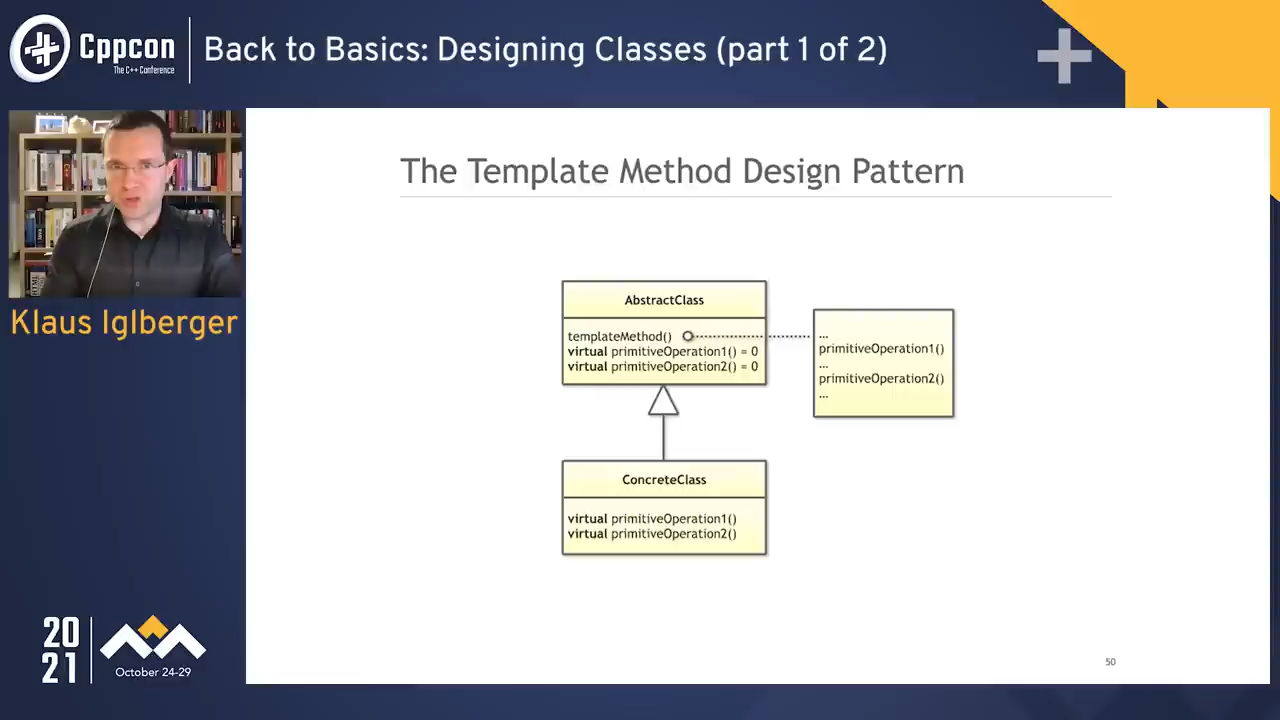 Cppcon
The C++ Conference
Back to Basics: Designing Classes (part 1 of 2)
Klaus Iglberger
The Template Method Design Pattern
AbstractClass
templateMethod()
virtual primitiveOperation1() = 0
virtual primitiveOperation2() = 0
...
primitiveOperation1()
...
primitiveOperation2()
...
ConcreteClass
virtual primitiveOperation1()
virtual primitiveOperation2()
50
20
21
October 24-29